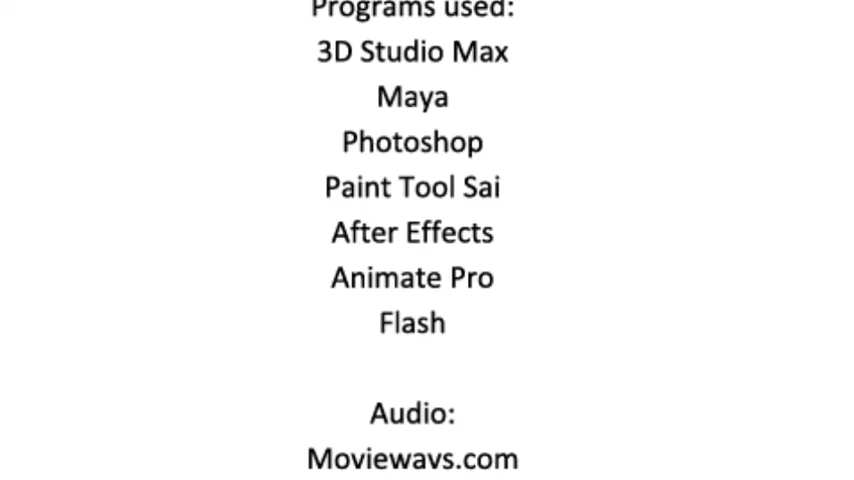 Programs used:
3D Studio Max
Maya
Photoshop
Paint Tool Sai
After Effects
Animate Pro
Flash
Audio:
Moviewavs.com